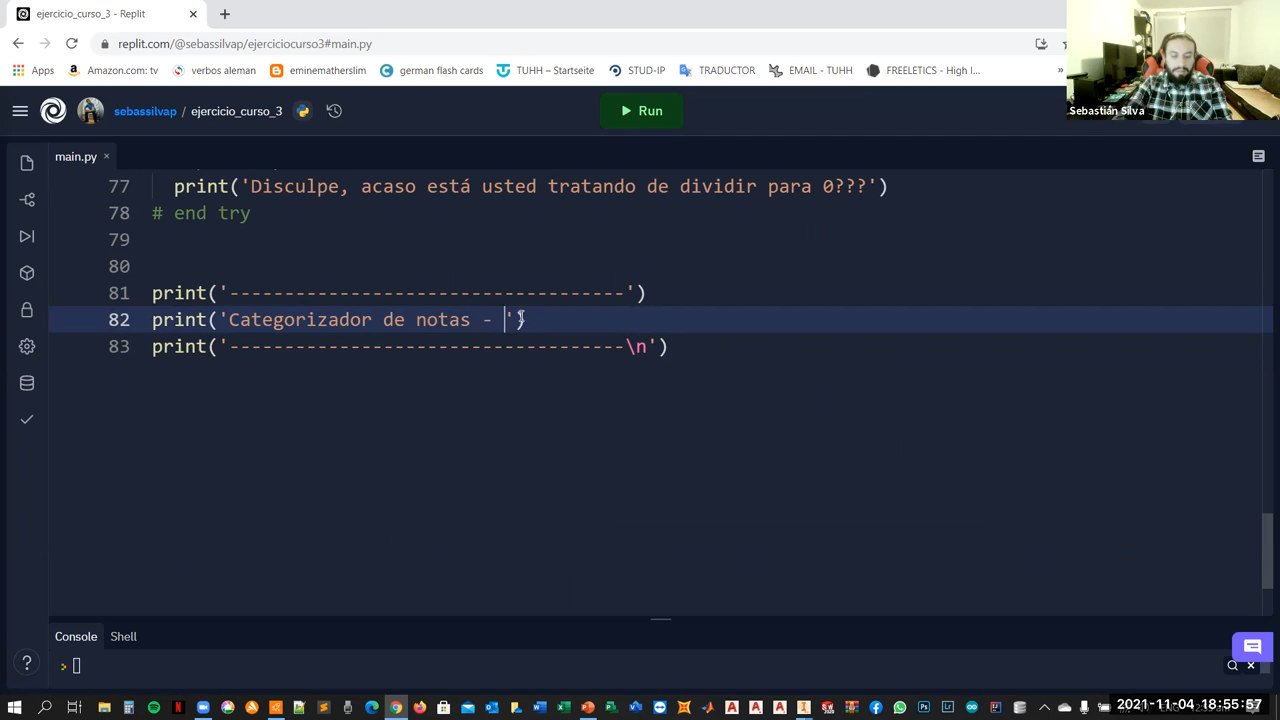 ejercicio_curso_3 - Replit
replit.com/@sebassilvap/ejerciciocurso3#main.py
Apps
Amazon.com: tv
verbos aleman
eminematherslim
german flash cards
TUHH – Startseite
STUD-IP
TRADUCTOR
EMAIL - TUHH
FREELETICS - High I...
»
Sebastián Silva
sebassilvap / ejercicio_curso_3
Run
main.py
77 print('Disculpe, acaso está usted tratando de dividir para 0???')
78 # end try
79
80
81 print('------------------------------------')
82 print('Categorizador de notas - ')
83 print('------------------------------------\n')
Console
Shell
>
2021-11-04 18:55:57